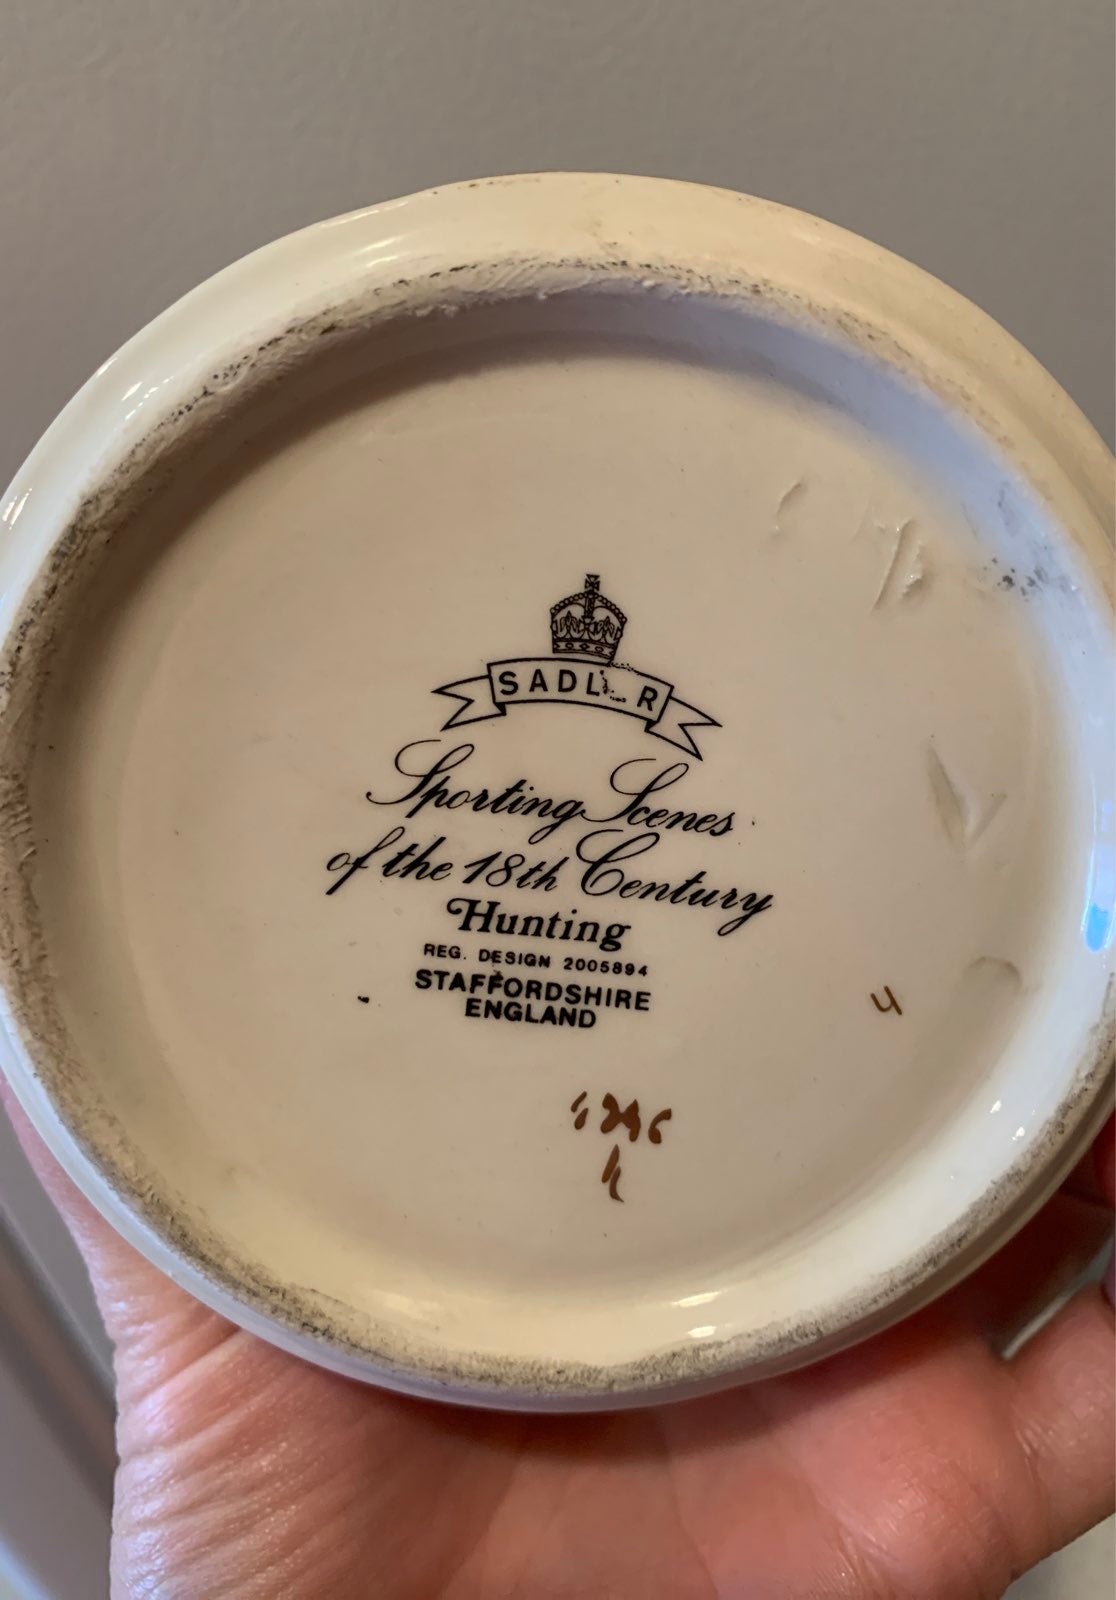 SADL R
Sporting Scenes
of the 18th Century
Hunting
REG. DESIGN 2005894
STAFFORDSHIRE
ENGLAND